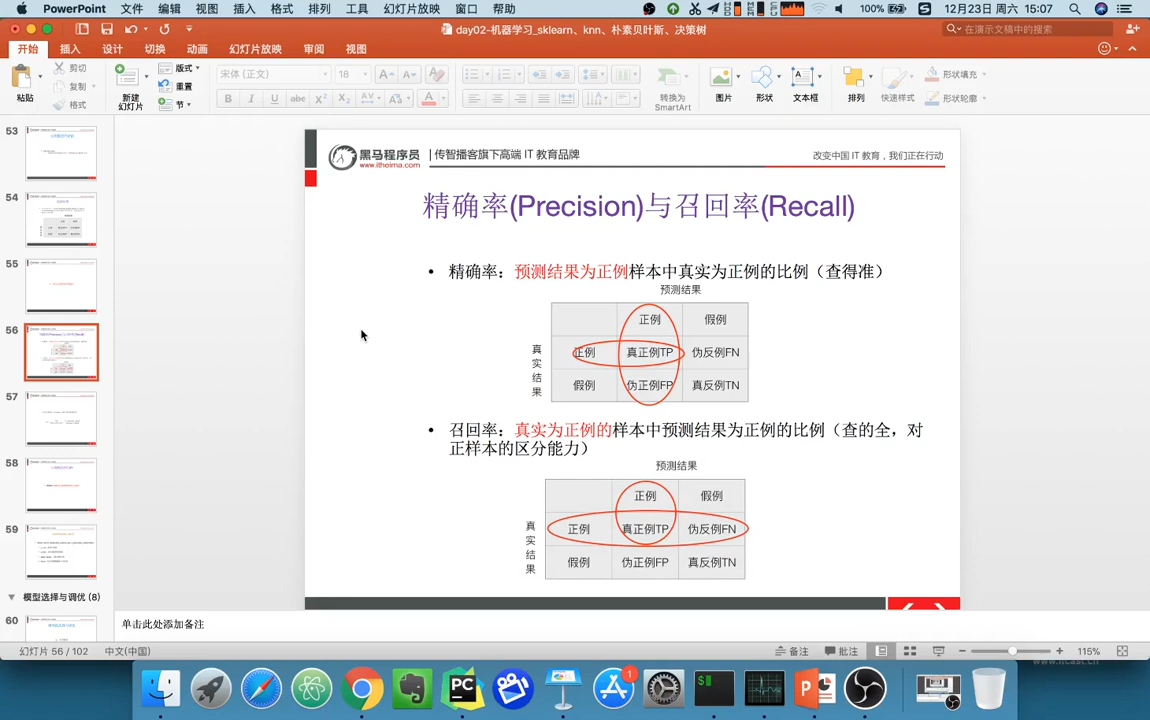 PowerPoint 文件 编辑 视图 插入 格式 工具 排列 幻灯片放映 窗口 帮助
100% 12月23日 周六 15:07
day02-机器学习_sklearn、knn、朴素贝叶斯、决策树
在演示文稿中的搜索
开始 插入 设计 切换 动画 幻灯片放映 审阅 视图
粘贴
剪切
复制
格式
新建
幻灯片
版式
重置
节
宋体 (正文) 18
转换为
SmartArt
图片 形状 文本框 排列 快速样式
形状填充
形状轮廓
53
54
55
56
57
58
59
模型选择与调优 (8)
60
黑马程序员
www.itheima.com
传智播客旗下高端 IT 教育品牌
改变中国 IT 教育，我们正在行动
精确率(Precision)与召回率(Recall)
• 精确率：预测结果为正例样本中真实为正例的比例（查得准）
预测结果
真实结果
正例 假例
正例 真正例TP 伪反例FN
假例 伪正例FP 真反例TN
• 召回率：真实为正例的样本中预测结果为正例的比例（查的全，对
正样本的区分能力）
预测结果
真实结果
正例 假例
正例 真正例TP 伪反例FN
假例 伪正例FP 真反例TN
单击此处添加备注
幻灯片 56 / 102 中文(中国) 备注 批注 115%
www.itcast.cn